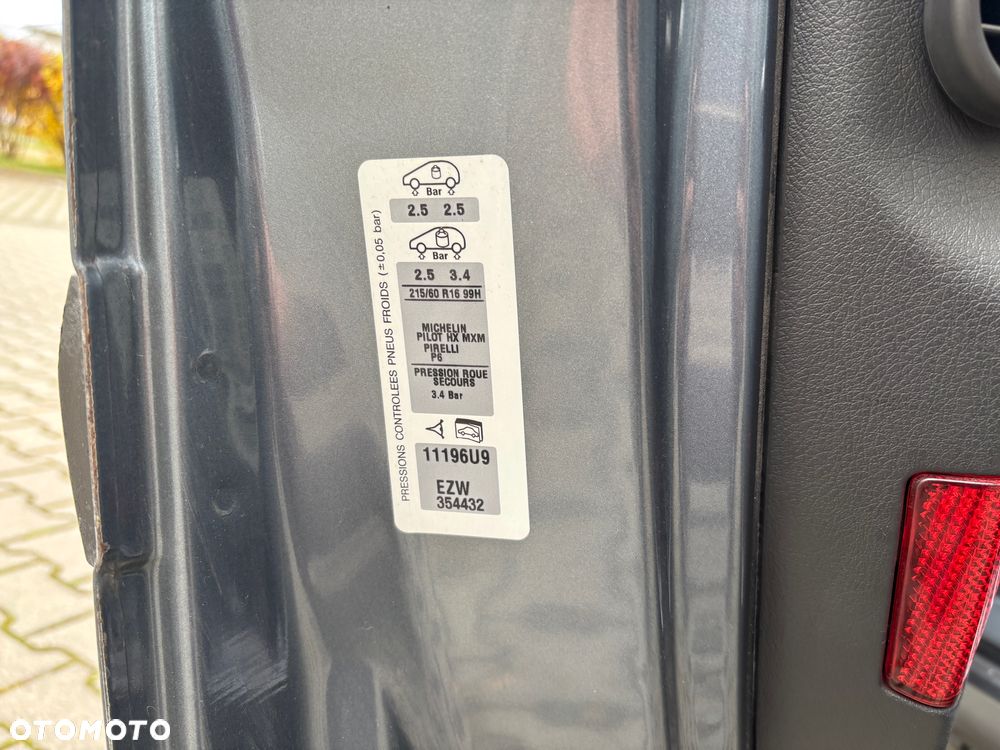 PRESSIONS CONTROLEES PNEUS FROIDS (±0,05 bar)
Bar
2.5 2.5
Bar
2.5 3.4
215/60 R16 99H
MICHELIN
PILOT HX MXM
PIRELLI
P6
PRESSION ROUE
SECOURS
3.4 Bar
11196U9
EZW
354432
OTOMOTO